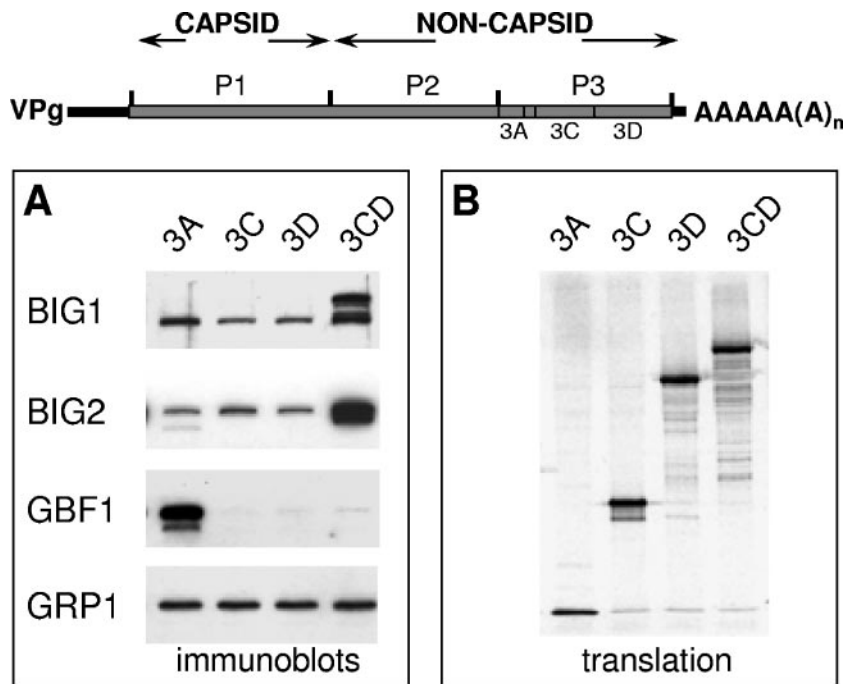 CAPSID NON-CAPSID
P1 P2 P3
VPg AAAAA(A)n
3A 3C 3D
A
3A 3C 3D 3CD
BIG1
BIG2
GBF1
GRP1
immunoblots
B
3A 3C 3D 3CD
translation